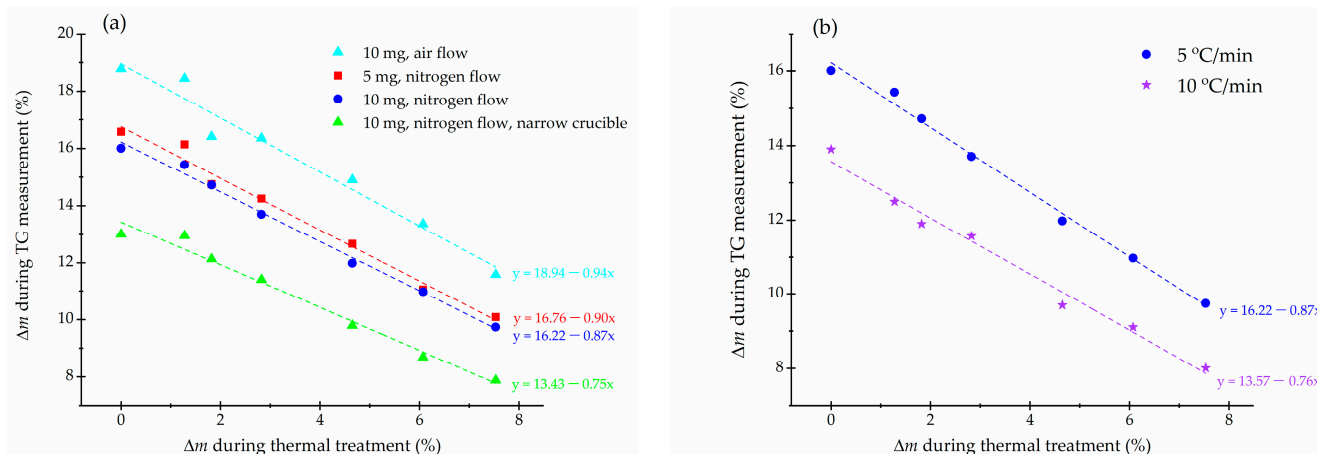 (a)
20
18
16
14
12
10
8
0
2
4
6
8
Δm during TG measurement (%)
Δm during thermal treatment (%)
10 mg, air flow
5 mg, nitrogen flow
10 mg, nitrogen flow
10 mg, nitrogen flow, narrow crucible
y = 18.94 − 0.94x
y = 16.76 − 0.90x
y = 16.22 − 0.87x
y = 13.43 − 0.75x
(b)
16
14
12
10
8
0
2
4
6
8
Δm during TG measurement (%)
Δm during thermal treatment (%)
5 °C/min
10 °C/min
y = 16.22 − 0.87x
y = 13.57 − 0.76x